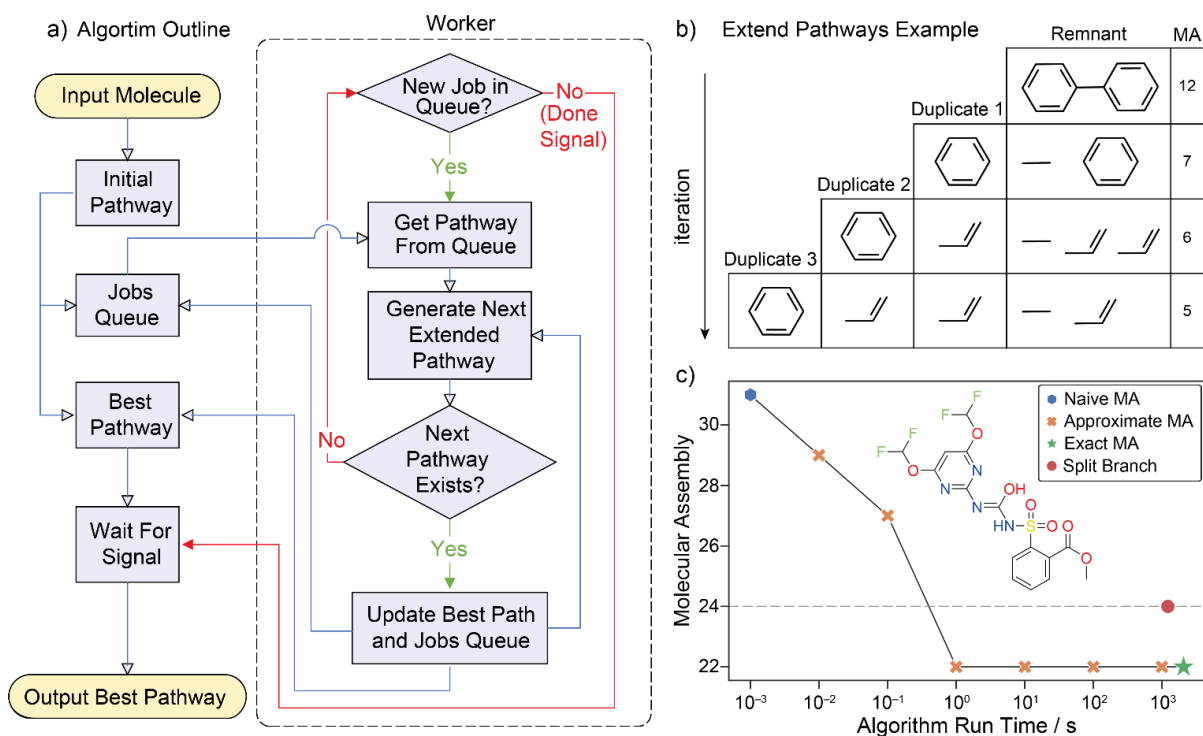 a) Algortim Outline
Input Molecule
Initial
Pathway
Jobs
Queue
Best
Pathway
Wait For
Signal
Output Best Pathway
Worker
New Job in
Queue?
No
(Done
Signal)
Yes
Get Pathway
From Queue
Generate Next
Extended
Pathway
No
Next
Pathway
Exists?
Yes
Update Best Path
and Jobs Queue
b) Extend Pathways Example
Remnant
MA
iteration
12
Duplicate 1
7
Duplicate 2
6
Duplicate 3
5
c)
Molecular Assembly
30
28
26
24
22
Naive MA
Approximate MA
Exact MA
Split Branch
F
F
F
F
O
O
N
N
N
OH
HN
S
O
O
O
O
10⁻³
10⁻²
10⁻¹
10⁰
10¹
10²
10³
Algorithm Run Time / s